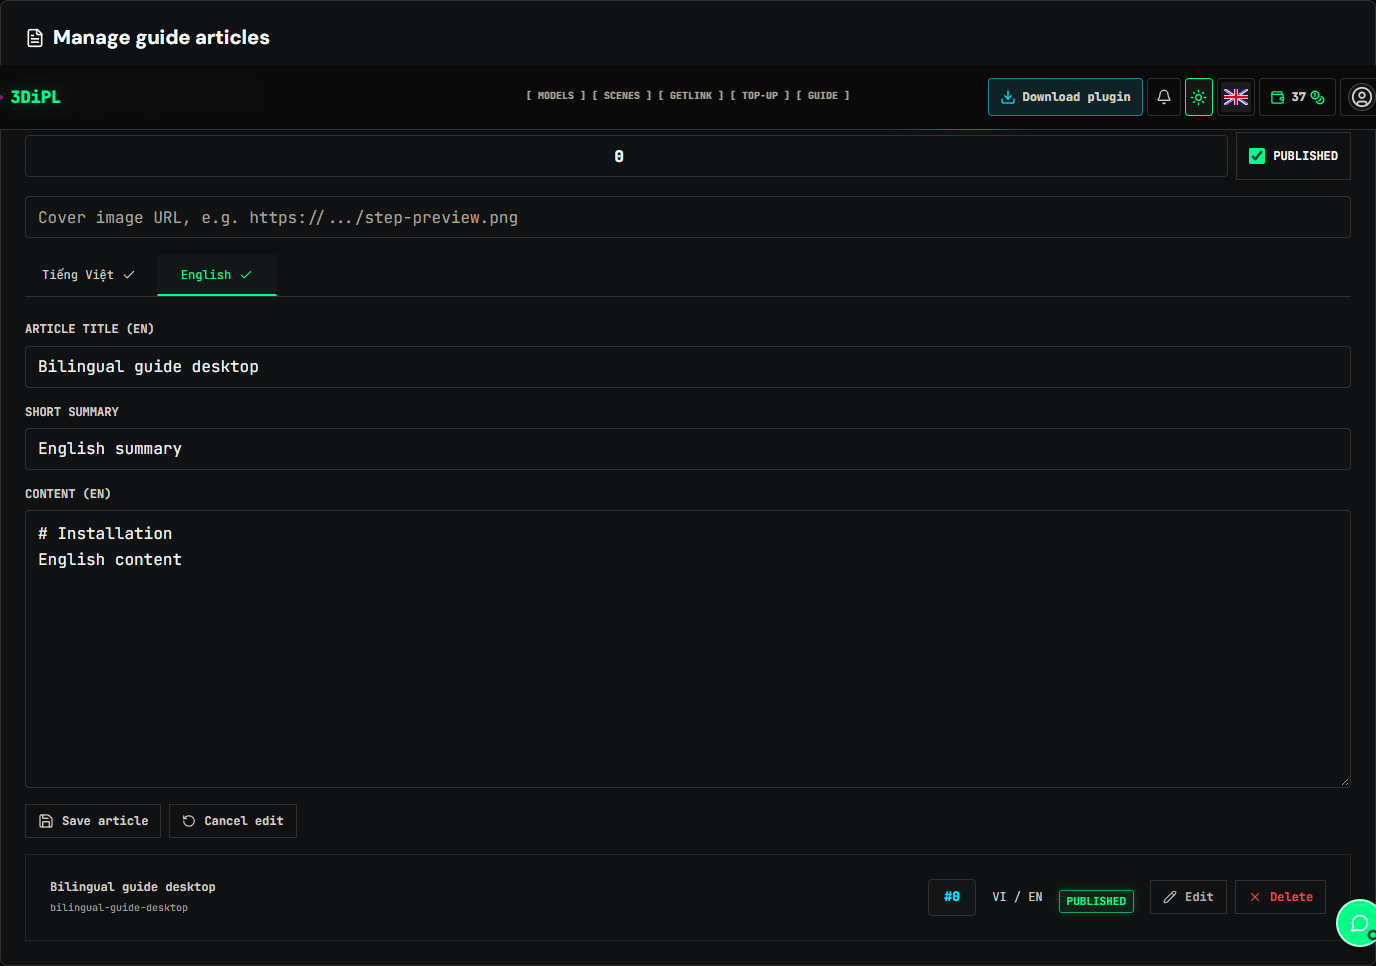 Manage guide articles
3DiPL
[ MODELS ] [ SCENES ] [ GETLINK ] [ TOP-UP ] [ GUIDE ]
Download plugin
37
0
PUBLISHED
Cover image URL, e.g. https://.../step-preview.png
Tiếng Việt
English
ARTICLE TITLE (EN)
Bilingual guide desktop
SHORT SUMMARY
English summary
CONTENT (EN)
# Installation
English content
Save article
Cancel edit
Bilingual guide desktop
bilingual-guide-desktop
#0
VI / EN
PUBLISHED
Edit
Delete